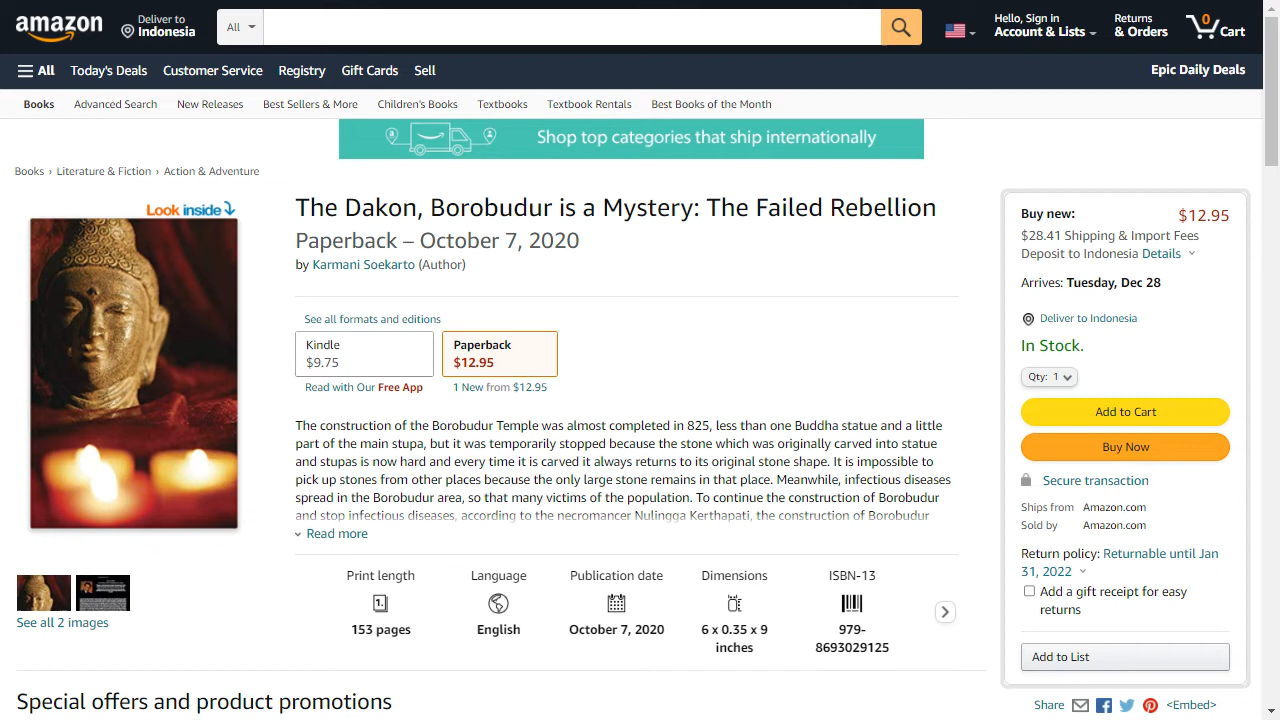 amazon
Deliver to
Indonesia
All
Hello, Sign in
Account & Lists
Returns
& Orders
0
Cart
All
Today's Deals
Customer Service
Registry
Gift Cards
Sell
Epic Daily Deals
Books
Advanced Search
New Releases
Best Sellers & More
Children's Books
Textbooks
Textbook Rentals
Best Books of the Month
Shop top categories that ship internationally
Books › Literature & Fiction › Action & Adventure
Look inside
The Dakon, Borobudur is a Mystery: The Failed Rebellion
Paperback – October 7, 2020
by Karmani Soekarto (Author)
See all formats and editions
Kindle
$9.75
Paperback
$12.95
Read with Our Free App
1 New from $12.95
The construction of the Borobudur Temple was almost completed in 825, less than one Buddha statue and a little
part of the main stupa, but it was temporarily stopped because the stone which was originally carved into statue
and stupas is now hard and every time it is carved it always returns to its original stone shape. It is impossible to
pick up stones from other places because the only large stone remains in that place. Meanwhile, infectious diseases
spread in the Borobudur area, so that many victims of the population. To continue the construction of Borobudur
and stop infectious diseases, according to the necromancer Nulingga Kerthapati, the construction of Borobudur
Read more
Print length
1.
153 pages
Language
English
Publication date
October 7, 2020
Dimensions
6 x 0.35 x 9
inches
ISBN-13
979-
8693029125
See all 2 images
Special offers and product promotions
Buy new:
$12.95
$28.41 Shipping & Import Fees
Deposit to Indonesia Details
Arrives: Tuesday, Dec 28
Deliver to Indonesia
In Stock.
Qty: 1
Add to Cart
Buy Now
Secure transaction
Ships from Amazon.com
Sold by Amazon.com
Return policy: Returnable until Jan
31, 2022
Add a gift receipt for easy
returns
Add to List
Share
<Embed>